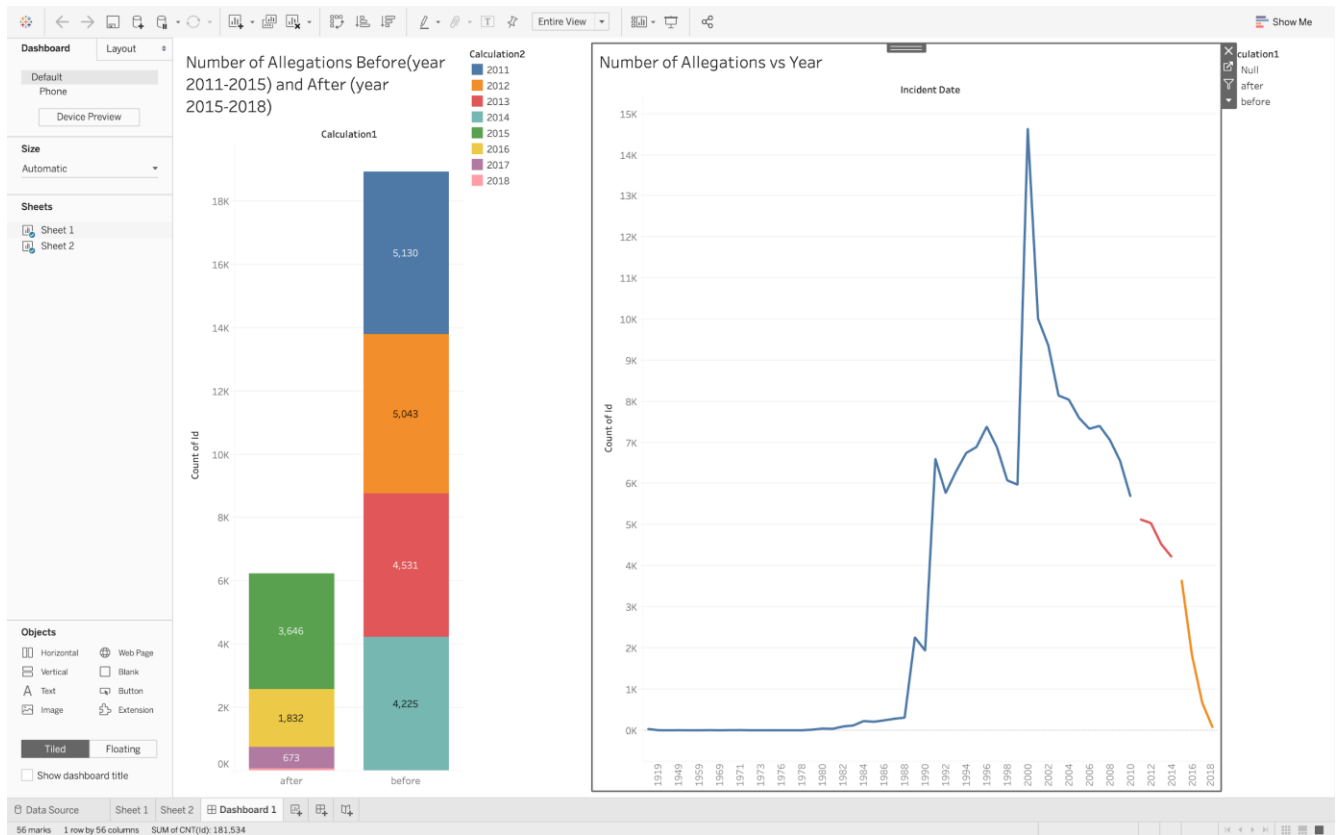 Entire View
Show Me
Dashboard
Layout
Default
Phone
Device Preview
Size
Automatic
Sheets
Sheet 1
Sheet 2
Objects
Horizontal
Web Page
Vertical
Blank
Text
Button
Image
Extension
Tiled
Floating
Show dashboard title
Number of Allegations Before(year
2011-2015) and After (year
2015-2018)
Calculation1
Count of Id
18K
16K
14K
12K
10K
8K
6K
4K
2K
0K
5,130
5,043
4,531
4,225
3,646
1,832
673
after
before
Calculation2
2011
2012
2013
2014
2015
2016
2017
2018
Number of Allegations vs Year
Incident Date
Count of Id
15K
14K
13K
12K
11K
10K
9K
8K
7K
6K
5K
4K
3K
2K
1K
0K
1919
1949
1959
1969
1971
1973
1976
1978
1980
1982
1984
1986
1988
1990
1992
1994
1996
1998
2000
2002
2004
2006
2008
2010
2012
2014
2016
2018
culation1
Null
after
before
Data Source
Sheet 1
Sheet 2
Dashboard 1
56 marks
1 row by 56 columns
SUM of CNT(Id): 181,534